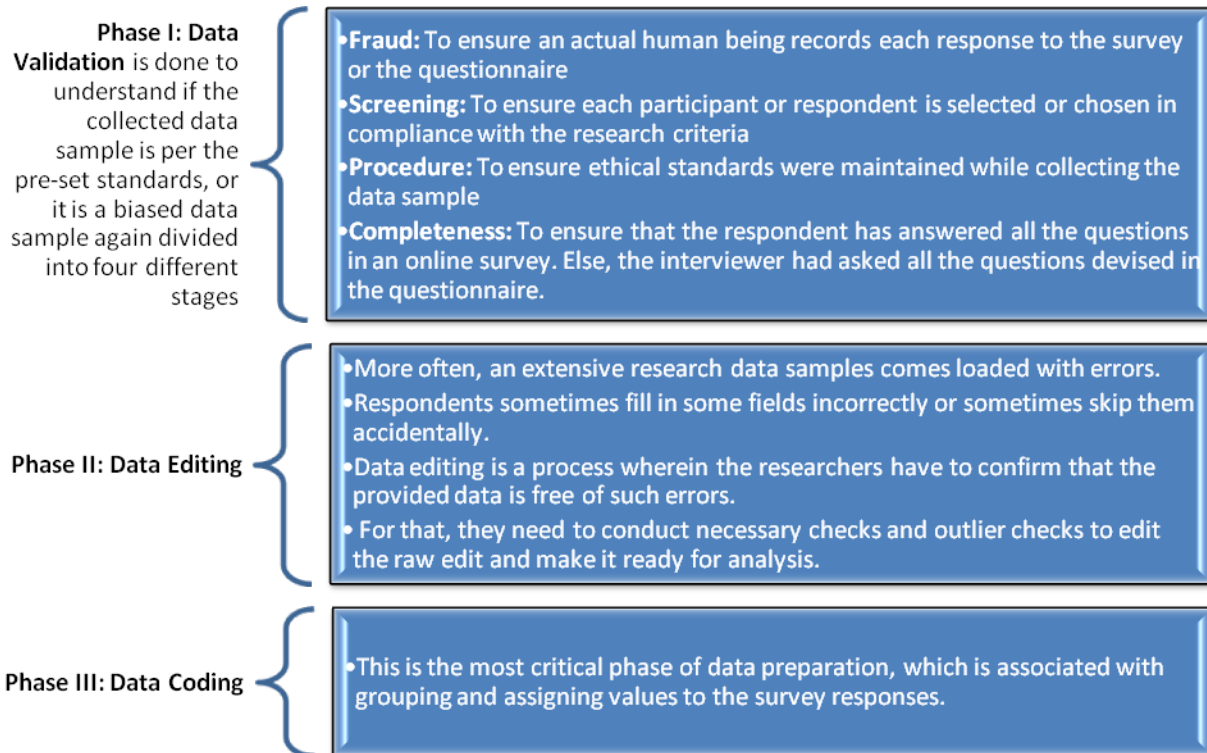 Phase I: Data
Validation is done to
understand if the
collected data
sample is per the
pre-set standards, or
it is a biased data
sample again divided
into four different
stages
•Fraud: To ensure an actual human being records each response to the survey
or the questionnaire
•Screening: To ensure each participant or respondent is selected or chosen in
compliance with the research criteria
•Procedure: To ensure ethical standards were maintained while collecting the
data sample
•Completeness: To ensure that the respondent has answered all the questions
in an online survey. Else, the interviewer had asked all the questions devised in
the questionnaire.
Phase II: Data Editing
•More often, an extensive research data samples comes loaded with errors.
•Respondents sometimes fill in some fields incorrectly or sometimes skip them
accidentally.
•Data editing is a process wherein the researchers have to confirm that the
provided data is free of such errors.
• For that, they need to conduct necessary checks and outlier checks to edit
the raw edit and make it ready for analysis.
Phase III: Data Coding
•This is the most critical phase of data preparation, which is associated with
grouping and assigning values to the survey responses.